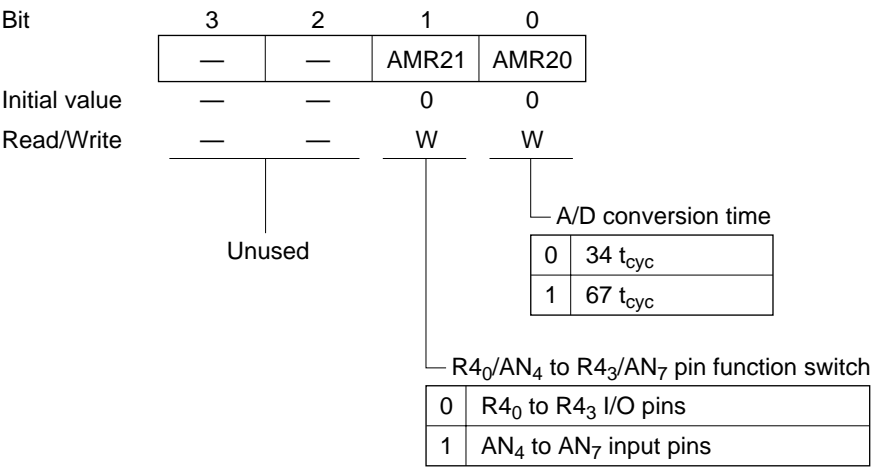 Bit 3 2 1 0
— — AMR21 AMR20
Initial value — — 0 0
Read/Write — — W W
A/D conversion time
Unused
0 34 t_cyc
1 67 t_cyc
R4₀/AN₄ to R4₃/AN₇ pin function switch
0 R4₀ to R4₃ I/O pins
1 AN₄ to AN₇ input pins